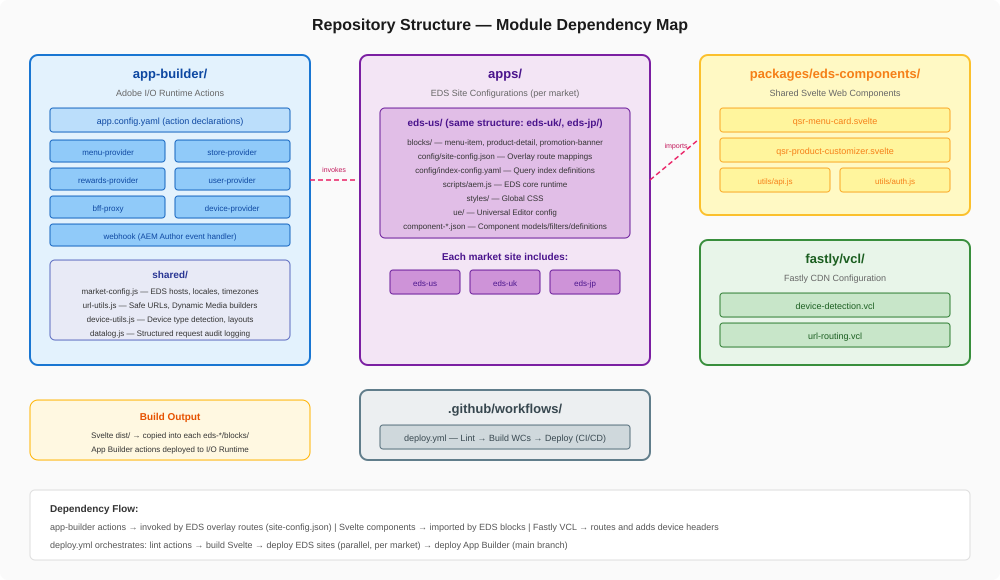 Repository Structure — Module Dependency Map
app-builder/
Adobe I/O Runtime Actions
app.config.yaml (action declarations)
menu-provider
store-provider
rewards-provider
user-provider
bff-proxy
device-provider
webhook (AEM Author event handler)
shared/
market-config.js — EDS hosts, locales, timezones
url-utils.js — Safe URLs, Dynamic Media builders
device-utils.js — Device type detection, layouts
datalog.js — Structured request audit logging
invokes
apps/
EDS Site Configurations (per market)
eds-us/ (same structure: eds-uk/, eds-jp/)
blocks/ — menu-item, product-detail, promotion-banner
config/site-config.json — Overlay route mappings
config/index-config.yaml — Query index definitions
scripts/aem.js — EDS core runtime
styles/ — Global CSS
ue/ — Universal Editor config
component-*.json — Component models/filters/definitions
Each market site includes:
eds-us
eds-uk
eds-jp
imports
packages/eds-components/
Shared Svelte Web Components
qsr-menu-card.svelte
qsr-product-customizer.svelte
utils/api.js
utils/auth.js
fastly/vcl/
Fastly CDN Configuration
device-detection.vcl
url-routing.vcl
Build Output
Svelte dist/ → copied into each eds-*/blocks/
App Builder actions deployed to I/O Runtime
.github/workflows/
deploy.yml — Lint → Build WCs → Deploy (CI/CD)
Dependency Flow:
app-builder actions → invoked by EDS overlay routes (site-config.json) | Svelte components → imported by EDS blocks | Fastly VCL → routes and adds device headers
deploy.yml orchestrates: lint actions → build Svelte → deploy EDS sites (parallel, per market) → deploy App Builder (main branch)